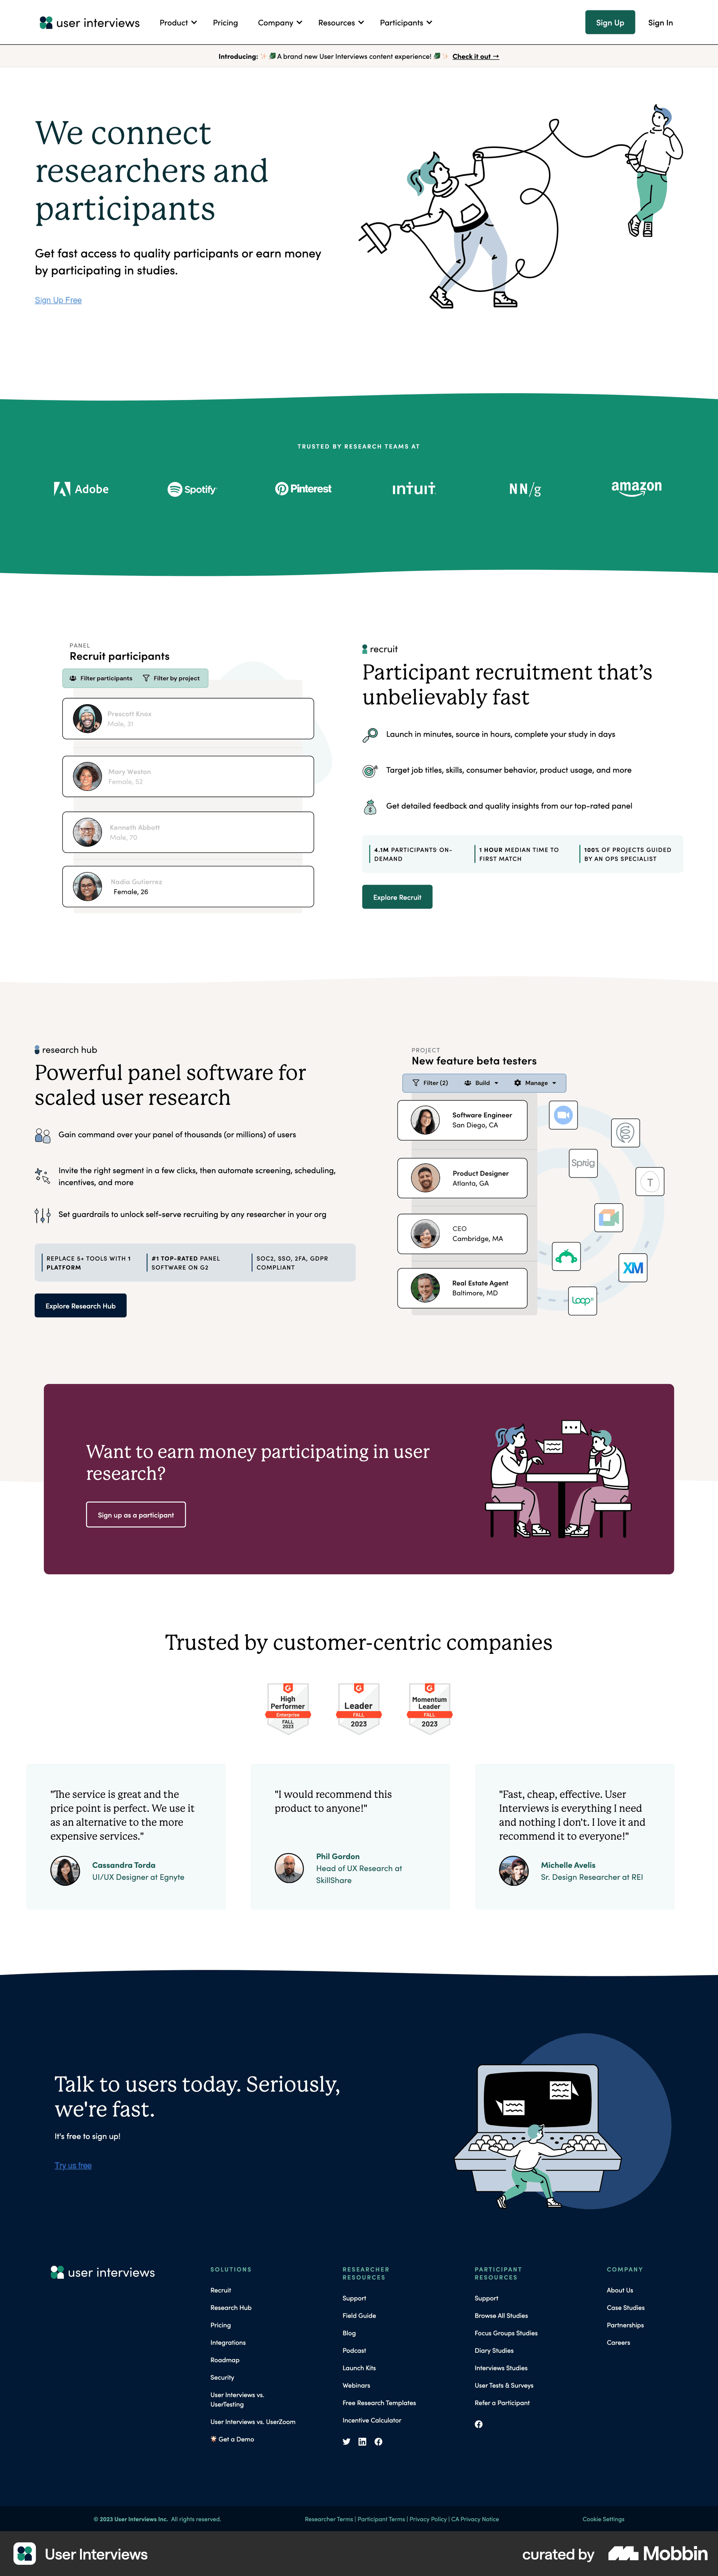 user interviews
Product
Pricing
Company
Resources
Participants
Sign Up
Sign In
Introducing: A brand new User Interviews content experience! Check it out →
We connect
researchers and
participants
Get fast access to quality participants or earn money
by participating in studies.
Sign Up Free
TRUSTED BY RESEARCH TEAMS AT
Adobe
Spotify
Pinterest
intuit
NN/g
amazon
PANEL
Recruit participants
Filter participants
Filter by project
Prescott Knox
Male, 31
Mary Weston
Female, 52
Kenneth Abbott
Male, 70
Nadia Gutierrez
Female, 26
recruit
Participant recruitment that’s
unbelievably fast
Launch in minutes, source in hours, complete your study in days
Target job titles, skills, consumer behavior, product usage, and more
Get detailed feedback and quality insights from our top-rated panel
4.1M PARTICIPANTS ON-
DEMAND
1 HOUR MEDIAN TIME TO
FIRST MATCH
100% OF PROJECTS GUIDED
BY AN OPS SPECIALIST
Explore Recruit
research hub
Powerful panel software for
scaled user research
Gain command over your panel of thousands (or millions) of users
Invite the right segment in a few clicks, then automate screening, scheduling,
incentives, and more
Set guardrails to unlock self-serve recruiting by any researcher in your org
REPLACE 5+ TOOLS WITH 1
PLATFORM
#1 TOP-RATED PANEL
SOFTWARE ON G2
SOC2, SSO, 2FA, GDPR
COMPLIANT
Explore Research Hub
PROJECT
New feature beta testers
Filter (2)
Build
Manage
Software Engineer
San Diego, CA
Product Designer
Atlanta, GA
CEO
Cambridge, MA
Real Estate Agent
Baltimore, MD
Sprig
T
XM
Loop
Want to earn money participating in user
research?
Sign up as a participant
Trusted by customer-centric companies
High
Performer
Enterprise
FALL
2023
Leader
FALL
2023
Momentum
Leader
FALL
2023
"The service is great and the
price point is perfect. We use it
as an alternative to the more
expensive services."
Cassandra Torda
UI/UX Designer at Egnyte
"I would recommend this
product to anyone!"
Phil Gordon
Head of UX Research at
SkillShare
"Fast, cheap, effective. User
Interviews is everything I need
and nothing I don't. I love it and
recommend it to everyone!"
Michelle Avelis
Sr. Design Researcher at REI
Talk to users today. Seriously,
we're fast.
It's free to sign up!
Try us free
user interviews
SOLUTIONS
Recruit
Research Hub
Pricing
Integrations
Roadmap
Security
User Interviews vs.
UserTesting
User Interviews vs. UserZoom
Get a Demo
RESEARCHER
RESOURCES
Support
Field Guide
Blog
Podcast
Launch Kits
Webinars
Free Research Templates
Incentive Calculator
PARTICIPANT
RESOURCES
Support
Browse All Studies
Focus Groups Studies
Diary Studies
Interviews Studies
User Tests & Surveys
Refer a Participant
COMPANY
About Us
Case Studies
Partnerships
Careers
© 2023 User Interviews Inc. All rights reserved.
Researcher Terms | Participant Terms | Privacy Policy | CA Privacy Notice
Cookie Settings
User Interviews
curated by
Mobbin